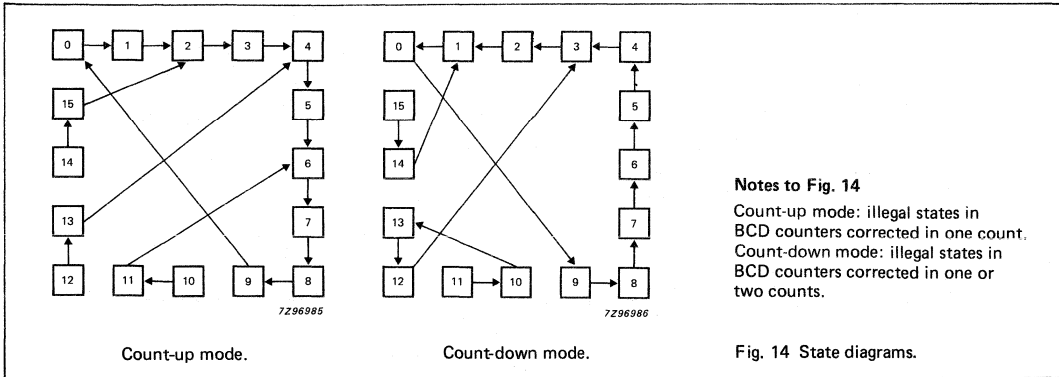 0 1 2 3 4
15 5
14 6
13 7
12 11 10 9 8
7Z96985
Count-up mode.
0 1 2 3 4
15 5
14 6
13 7
12 11 10 9 8
7Z96986
Count-down mode.
Notes to Fig. 14
Count-up mode: illegal states in
BCD counters corrected in one count.
Count-down mode: illegal states in
BCD counters corrected in one or
two counts.
Fig. 14 State diagrams.